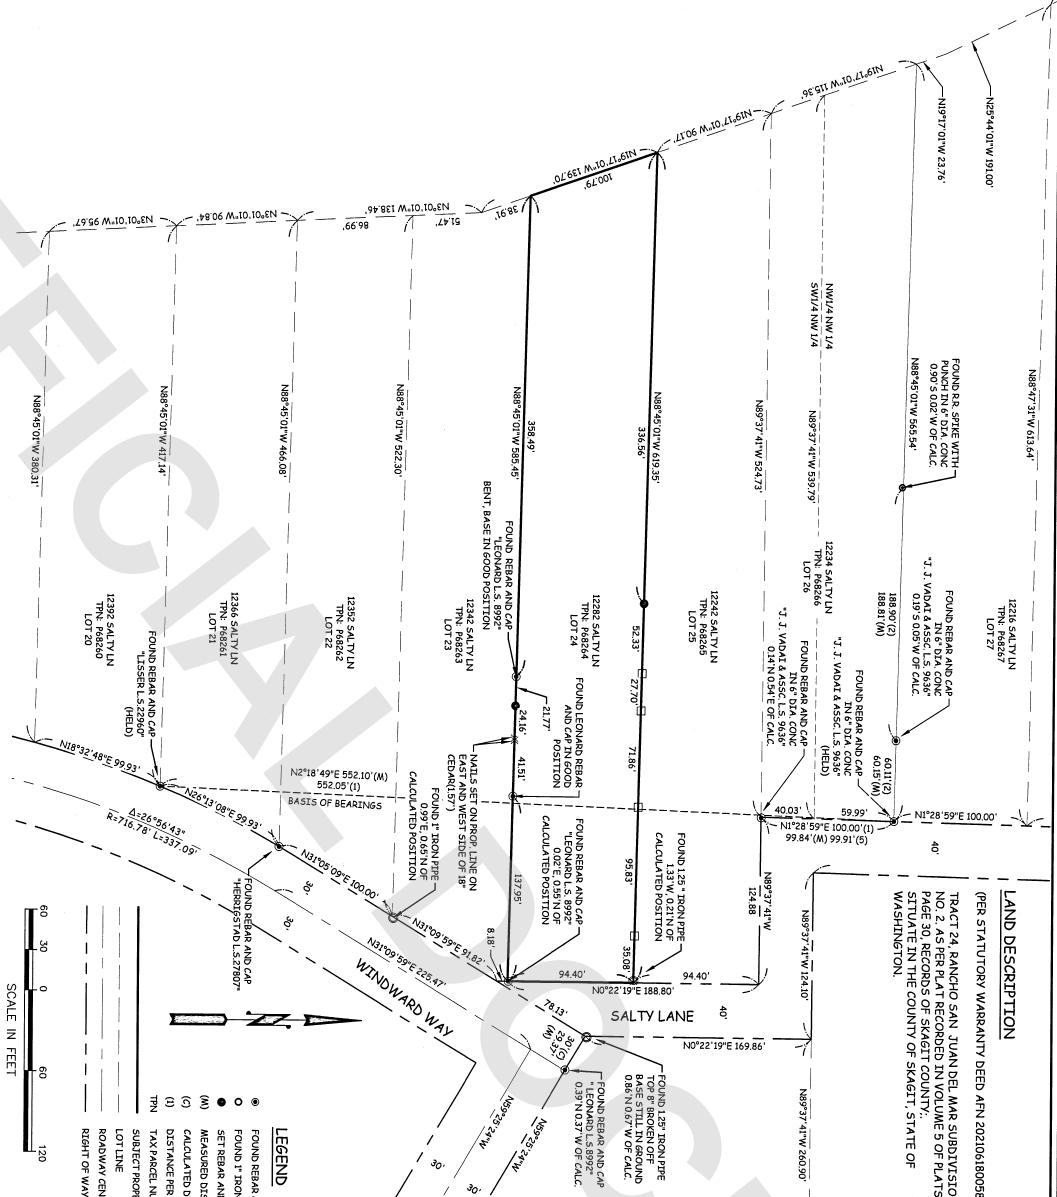 LAND DESCRIPTION
(PER STATUTORY WARRANTY DEED AFN 202106180058
TRACT 24, RANCHO SAN JUAN DEL MAR SUBDIVISIO
NO. 2, AS PER PLAT RECORDED IN VOLUME 5 OF PLATS
PAGE 30, RECORDS OF SKAGIT COUNTY;.
SITUATE IN THE COUNTY OF SKAGIT, STATE OF
WASHINGTON.
N25°44'01"W 191.00'
N19°17'01"W 23.76'
N88°47'31"W 613.64'
12216 SALTY LN
TPN: P68267
LOT 27
FOUND R.R. SPIKE WITH
PUNCH IN 6" DIA. CONC
0.90'S 0.02'W OF CALC.
N88°45'01"W 565.54'
FOUND REBAR AND CAP
IN 6" DIA. CONC
"J. J. VADAI & ASSC. L.S. 9636"
0.19'S 0.05'W OF CALC.
188.90'(2)
188.81'(M)
60.11'(2)
60.15'(M)
N1°28'59"E 100.00'
40'
N19°17'01"W 115.36'
NW1/4 NW 1/4
SW1/4 NW 1/4
N89°37'41"W 539.79'
12234 SALTY LN
TPN: P68266
LOT 26
FOUND REBAR AND CAP
IN 6" DIA. CONC
"J. J. VADAI & ASSC. L.S. 9636"
(HELD)
FOUND REBAR AND CAP
IN 6" DIA. CONC
"J. J. VADAI & ASSC. L.S. 9636"
0.14'N 0.54'E OF CALC.
40.03'
59.99'
N1°28'59"E 100.00'(1)
99.84'(M) 99.91'(5)
N89°37'41"W 524.73'
N89°37'41"W
124.88
N89°37'41"W 124.10'
N89°37'41"W 260.90'
N19°17'01"W 90.17'
12242 SALTY LN
TPN: P68265
LOT 25
N88°45'01"W 619.35'
336.56'
52.33'
27.70'
71.86'
95.83'
35.08'
FOUND 1.25" IRON PIPE
1.33'W, 0.21'N OF
CALCULATED POSITION
94.40'
94.40'
N0°22'19"E 188.80'
40'
SALTY LANE
N0°22'19"E 169.86'
N19°17'01"W 139.70'
100.79'
38.91'
12282 SALTY LN
TPN: P68264
LOT 24
N88°45'01"W 585.45'
358.49'
FOUND REBAR AND CAP
"LEONARD L.S. 8992"
BENT, BASE IN GOOD POSITION
FOUND LEONARD REBAR
AND CAP IN GOOD
POSITION
21.77'
24.16'
41.51'
137.95'
FOUND REBAR AND CAP
"LEONARD L.S. 8992"
0.02'E, 0.55'N OF
CALCULATED POSITION
8.18'
78.13'
30'(C)
29.37'
(M)
FOUND 1.25" IRON PIPE
TOP 8" BROKEN OFF
BASE STILL IN GROUND
0.86'N 0.67'W OF CALC.
FOUND REBAR AND CAP
" LEONARD L.S.8992"
0.39'N 0.37'W OF CALC.
N59°25'24"W
N59°25'24"W
30'
30'
12342 SALTY LN
TPN: P68263
LOT 23
NAILS SET ON PROP. LINE ON
EAST AND WEST SIDE OF 18"
CEDAR(157')
FOUND 1" IRON PIPE
0.99'E, 0.65'N OF
CALCULATED POSITION
N31°09'59"E 91.82'
N31°09'59"E 225.47'
WINDWARD WAY
N3°01'01"W 138.46'
51.47'
86.99'
N88°45'01"W 522.30'
12352 SALTY LN
TPN: P68262
LOT 22
N2°18'49"E 552.10'(M)
552.05'(1)
BASIS OF BEARINGS
N31°05'09"E 100.00'
30'
30'
N3°01'01"W 90.84'
N88°45'01"W 466.08'
12366 SALTY LN
TPN: P68261
LOT 21
FOUND REBAR AND CAP
"HERRIGSTAD L.S.27807"
N26°13'08"E 99.93'
Δ=26°56'43"
R=716.78' L=337.09'
N3°01'01"W 95.67'
N88°45'01"W 417.14'
12392 SALTY LN
TPN: P68260
LOT 20
FOUND REBAR AND CAP
"LISSER L.S.22960"
(HELD)
N18°32'48"E 99.93'
N88°45'01"W 380.31'
LEGEND
FOUND REBAR
FOUND 1" IRON
SET REBAR AN
(M) MEASURED DIS
(C) CALCULATED D
(1) DISTANCE PER
TPN TAX PARCEL NU
SUBJECT PROPE
LOT LINE
ROADWAY CEN
RIGHT OF WAY
60 30 0 60 120
SCALE IN FEET
FFICIAL DOC